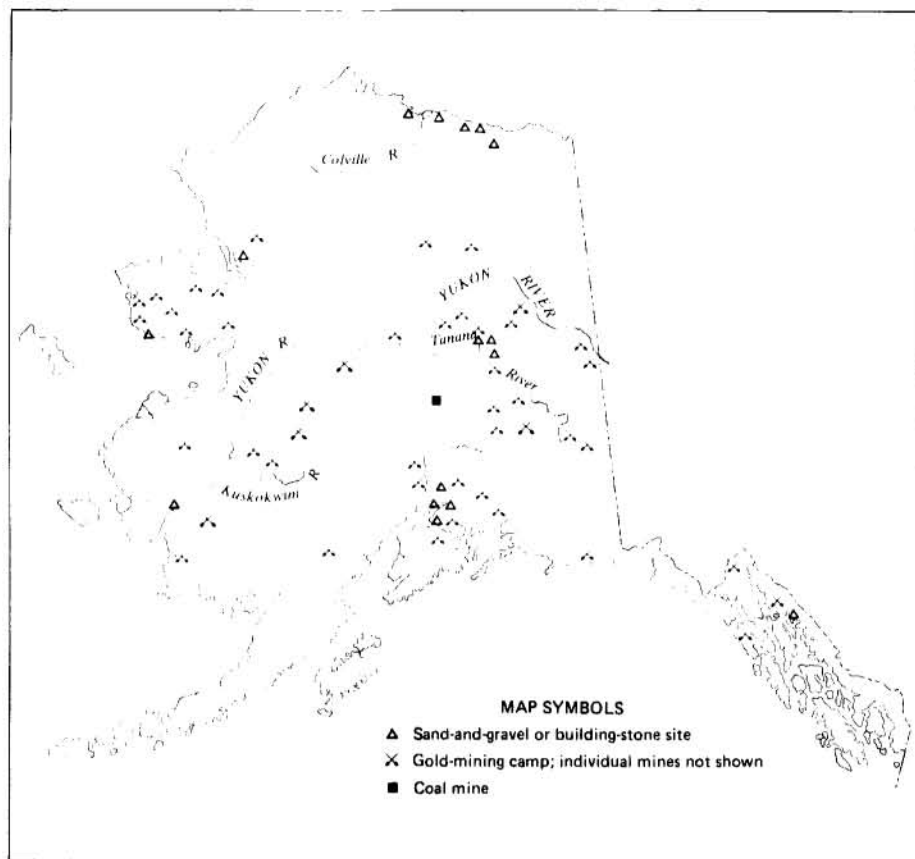 Colville R
YUKON RIVER
Tanana
River
YUKON R
Kuskokwim R
MAP SYMBOLS
Sand-and-gravel or building-stone site
Gold-mining camp; individual mines not shown
Coal mine